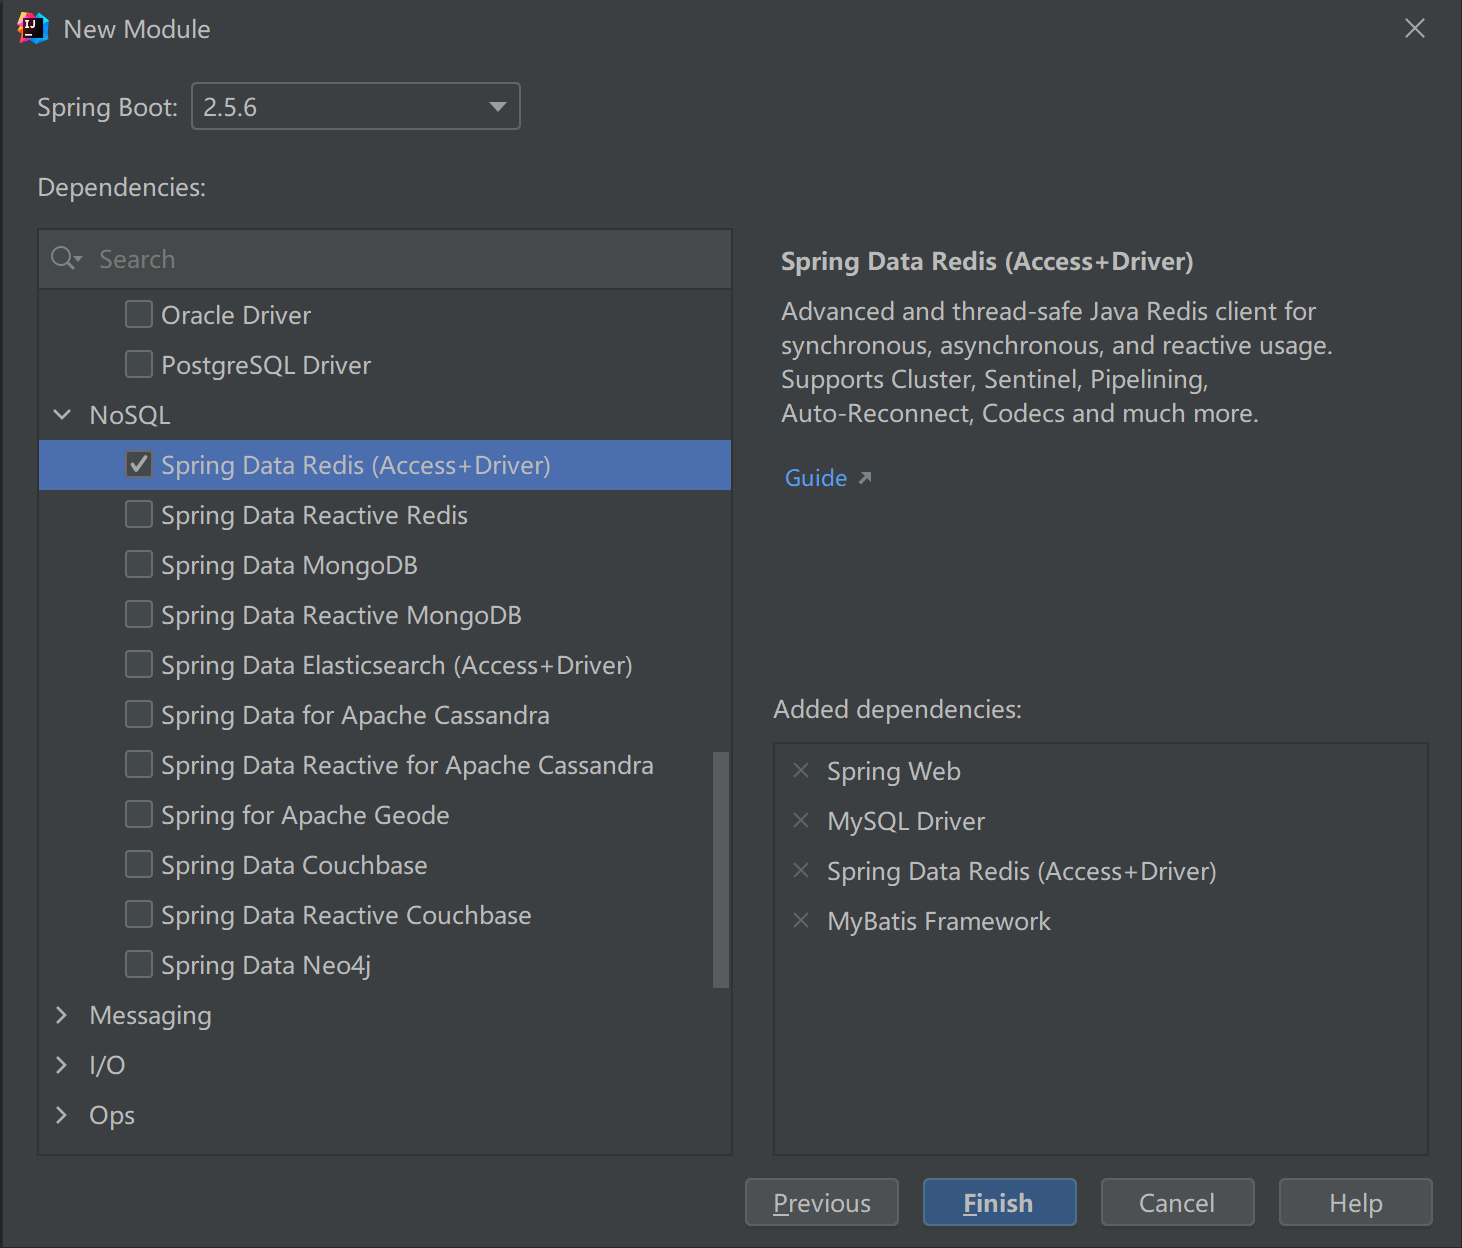 IJ
New Module
Spring Boot:
2.5.6
Dependencies:
Search
Oracle Driver
PostgreSQL Driver
NoSQL
Spring Data Redis (Access+Driver)
Spring Data Reactive Redis
Spring Data MongoDB
Spring Data Reactive MongoDB
Spring Data Elasticsearch (Access+Driver)
Spring Data for Apache Cassandra
Spring Data Reactive for Apache Cassandra
Spring for Apache Geode
Spring Data Couchbase
Spring Data Reactive Couchbase
Spring Data Neo4j
Messaging
I/O
Ops
Spring Data Redis (Access+Driver)
Advanced and thread-safe Java Redis client for
synchronous, asynchronous, and reactive usage.
Supports Cluster, Sentinel, Pipelining,
Auto-Reconnect, Codecs and much more.
Guide
Added dependencies:
Spring Web
MySQL Driver
Spring Data Redis (Access+Driver)
MyBatis Framework
Previous
Finish
Cancel
Help